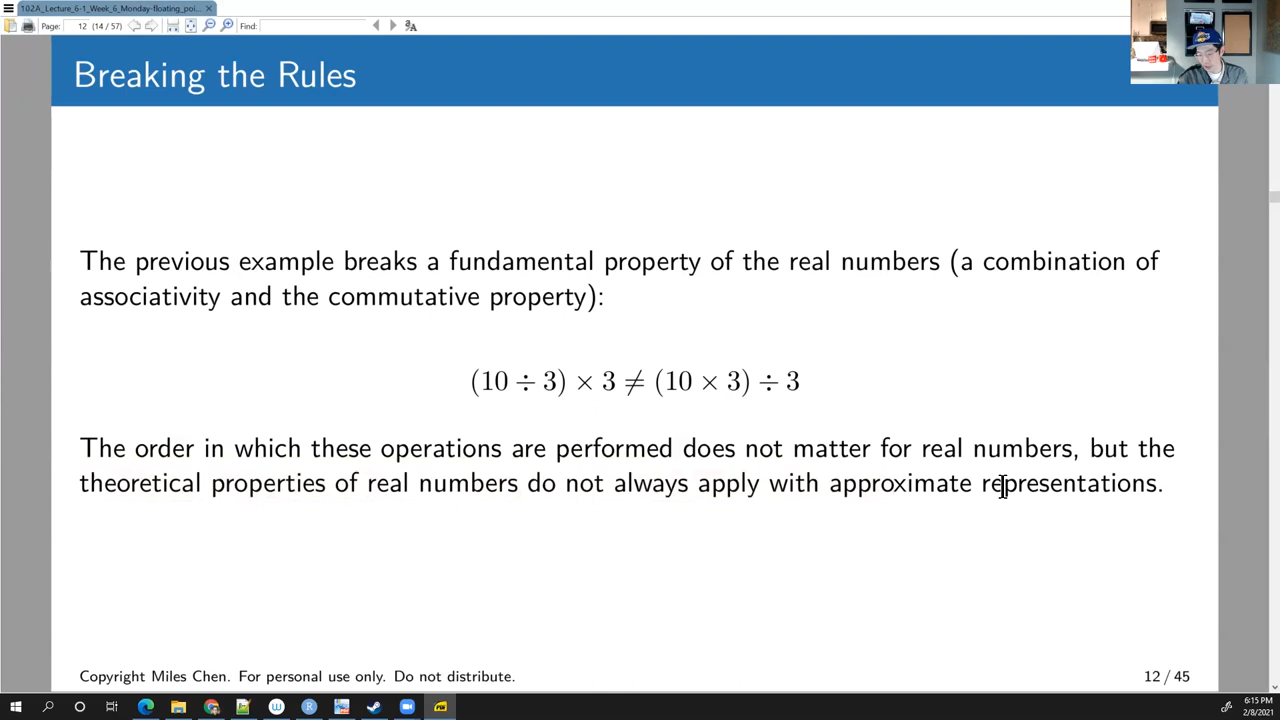 102A_Lecture_6-1_Week_6_Monday-floating_poi...
Page: 12 (14 / 57) Find:
Breaking the Rules
The previous example breaks a fundamental property of the real numbers (a combination of
associativity and the commutative property):
(10 ÷ 3) × 3 ≠ (10 × 3) ÷ 3
The order in which these operations are performed does not matter for real numbers, but the
theoretical properties of real numbers do not always apply with approximate representations.
Copyright Miles Chen. For personal use only. Do not distribute.
12 / 45
6:15 PM
2/8/2021